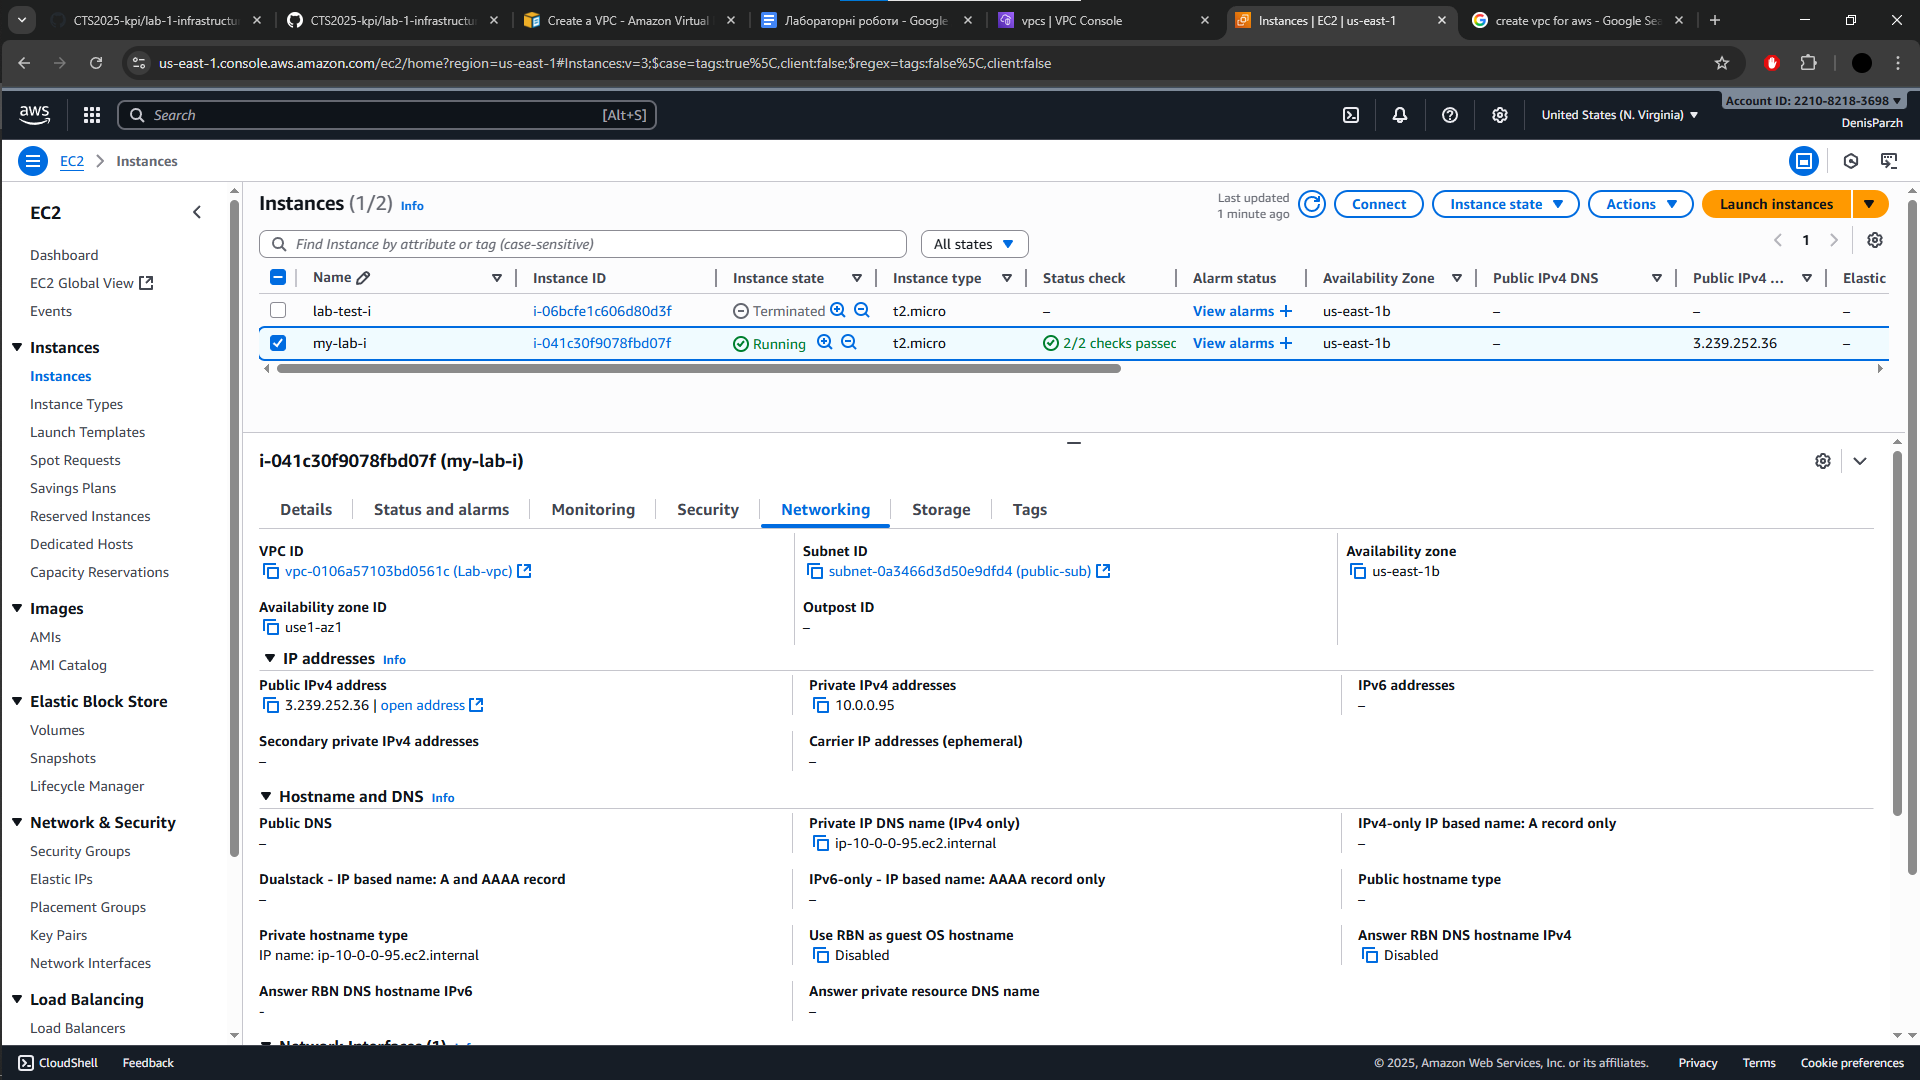 CTS2025-kpi/lab-1-infrastructu
CTS2025-kpi/lab-1-infrastructur
Create a VPC - Amazon Virtual
Лабораторні роботи - Google
vpcs | VPC Console
Instances | EC2 | us-east-1
create vpc for aws - Google Sea
us-east-1.console.aws.amazon.com/ec2/home?region=us-east-1#Instances:v=3;$case=tags:true%5C,client:false;$regex=tags:false%5C,client:false
aws
Search [Alt+S]
United States (N. Virginia)
Account ID: 2210-8218-3698
DenisParzh
EC2 > Instances
EC2
Dashboard
EC2 Global View
Events
Instances
Instances
Instance Types
Launch Templates
Spot Requests
Savings Plans
Reserved Instances
Dedicated Hosts
Capacity Reservations
Images
AMIs
AMI Catalog
Elastic Block Store
Volumes
Snapshots
Lifecycle Manager
Network & Security
Security Groups
Elastic IPs
Placement Groups
Key Pairs
Network Interfaces
Load Balancing
Load Balancers
Instances (1/2) Info
Last updated
1 minute ago
Connect
Instance state
Actions
Launch instances
Find Instance by attribute or tag (case-sensitive)
All states
1
Name Instance ID Instance state Instance type Status check Alarm status Availability Zone Public IPv4 DNS Public IPv4 ... Elastic
lab-test-i i-06bcfe1c606d80d3f Terminated t2.micro – View alarms + us-east-1b – – –
my-lab-i i-041c30f9078fbd07f Running t2.micro 2/2 checks passec View alarms + us-east-1b – 3.239.252.36 –
i-041c30f9078fbd07f (my-lab-i)
Details Status and alarms Monitoring Security Networking Storage Tags
VPC ID
vpc-0106a57103bd0561c (Lab-vpc)
Subnet ID
subnet-0a3466d3d50e9dfd4 (public-sub)
Availability zone
us-east-1b
Availability zone ID
use1-az1
Outpost ID
–
IP addresses Info
Public IPv4 address
3.239.252.36 | open address
Private IPv4 addresses
10.0.0.95
IPv6 addresses
–
Secondary private IPv4 addresses
–
Carrier IP addresses (ephemeral)
–
Hostname and DNS Info
Public DNS
–
Private IP DNS name (IPv4 only)
ip-10-0-0-95.ec2.internal
IPv4-only IP based name: A record only
–
Dualstack - IP based name: A and AAAA record
–
IPv6-only - IP based name: AAAA record only
–
Public hostname type
–
Private hostname type
IP name: ip-10-0-0-95.ec2.internal
Use RBN as guest OS hostname
Disabled
Answer RBN DNS hostname IPv4
Disabled
Answer RBN DNS hostname IPv6
-
Answer private resource DNS name
–
Network Interfaces (1)
CloudShell
Feedback
© 2025, Amazon Web Services, Inc. or its affiliates.
Privacy
Terms
Cookie preferences